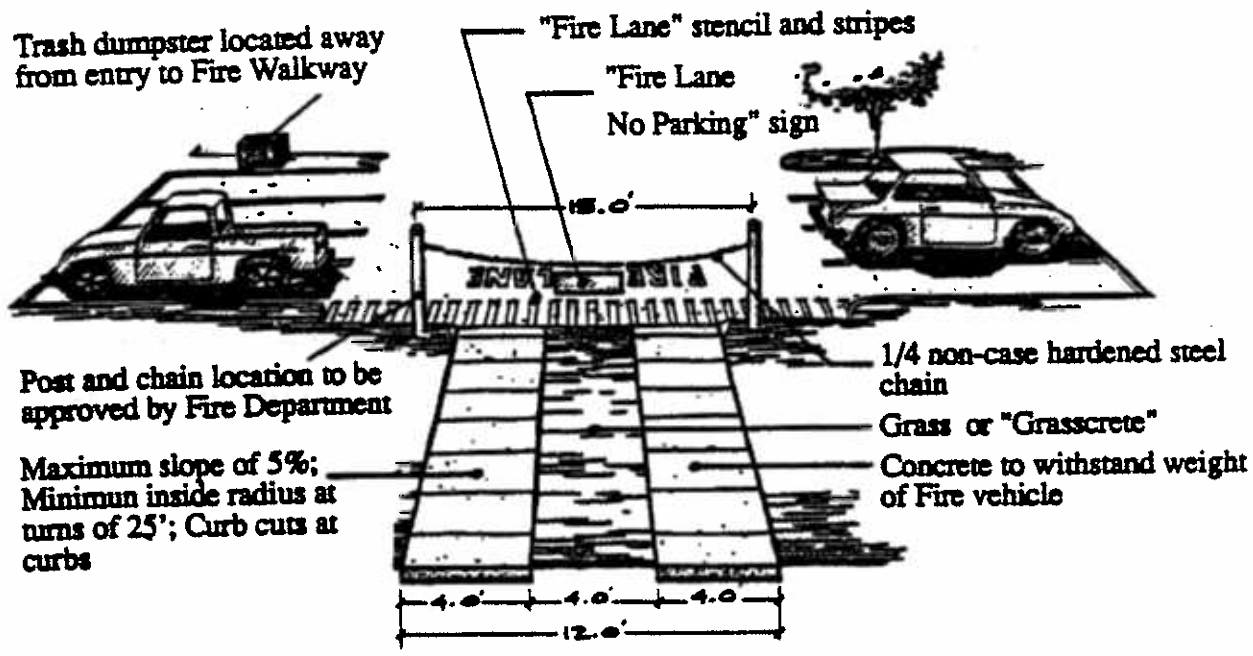 Trash dumpster located away
from entry to Fire Walkway
"Fire Lane" stencil and stripes
"Fire Lane
No Parking" sign
15.0'
FIRE LANE
Post and chain location to be
approved by Fire Department
Maximum slope of 5%;
Minimun inside radius at
turns of 25'; Curb cuts at
curbs
1/4 non-case hardened steel
chain
Grass or "Grasscrete"
Concrete to withstand weight
of Fire vehicle
4.0' 4.0' 4.0
12.0'